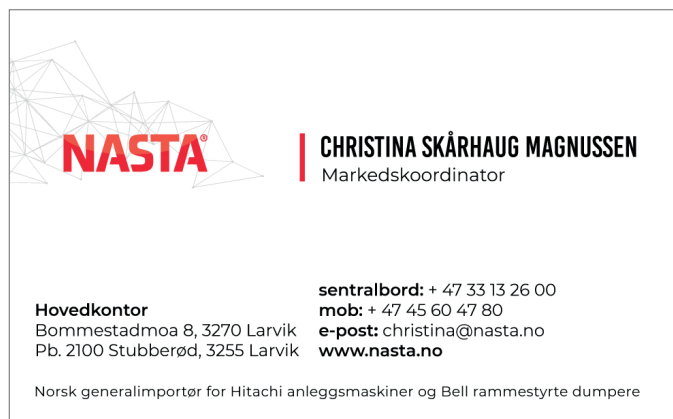 NASTA®
CHRISTINA SKÅRHAUG MAGNUSSEN
Markedskoordinator
Hovedkontor
Bommestadmoa 8, 3270 Larvik
Pb. 2100 Stubberød, 3255 Larvik
sentralbord: + 47 33 13 26 00
mob: + 47 45 60 47 80
e-post: christina@nasta.no
www.nasta.no
Norsk generalimportør for Hitachi anleggsmaskiner og Bell rammestyrte dumpere